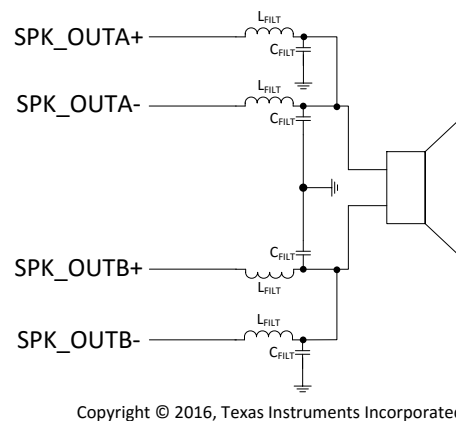 LFILT
SPK_OUTA+
CFILT
LFILT
SPK_OUTA-
CFILT
CFILT
SPK_OUTB+
LFILT
LFILT
SPK_OUTB-
CFILT
Copyright © 2016, Texas Instruments Incorporated